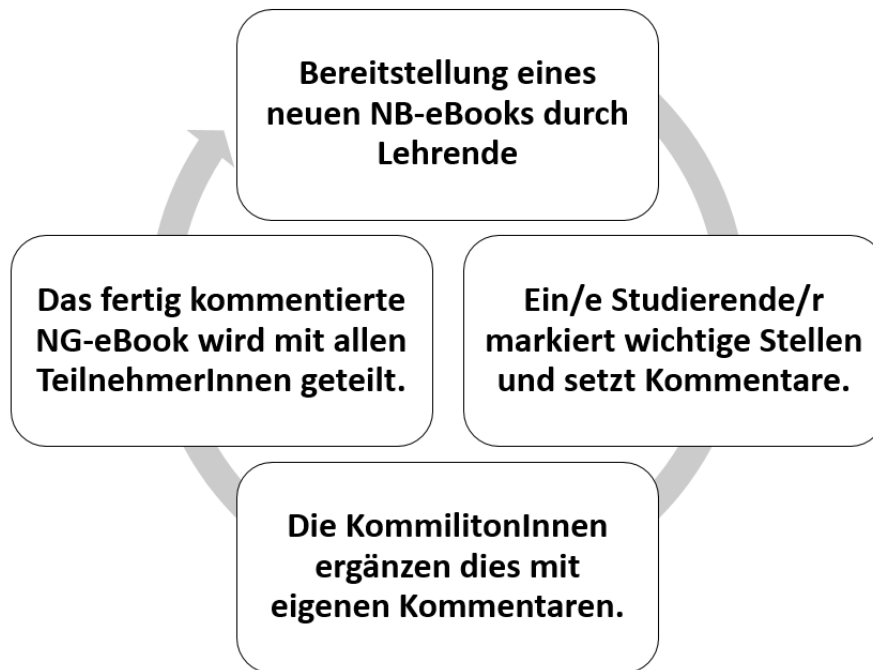 Bereitstellung eines
neuen NB-eBooks durch
Lehrende
Ein/e Studierende/r
markiert wichtige Stellen
und setzt Kommentare.
Die KommilitonInnen
ergänzen dies mit
eigenen Kommentaren.
Das fertig kommentierte
NG-eBook wird mit allen
TeilnehmerInnen geteilt.